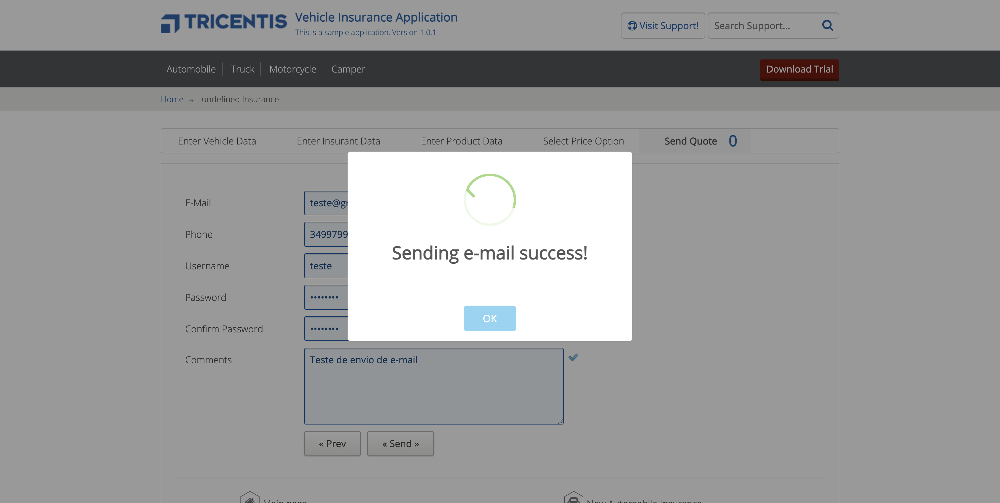 TRICENTIS
Vehicle Insurance Application
This is a sample application, Version 1.0.1
Visit Support!
Search Support...
Automobile
Truck
Motorcycle
Camper
Download Trial
Home
undefined Insurance
Enter Vehicle Data
Enter Insurant Data
Enter Product Data
Select Price Option
Send Quote 0
E-Mail
teste@gr
Phone
3499799
Username
teste
Password
••••••••
Confirm Password
••••••••
Sending e-mail success!
OK
Comments
Teste de envio de e-mail
« Prev
« Send »
Main page
New Automobile Insurance